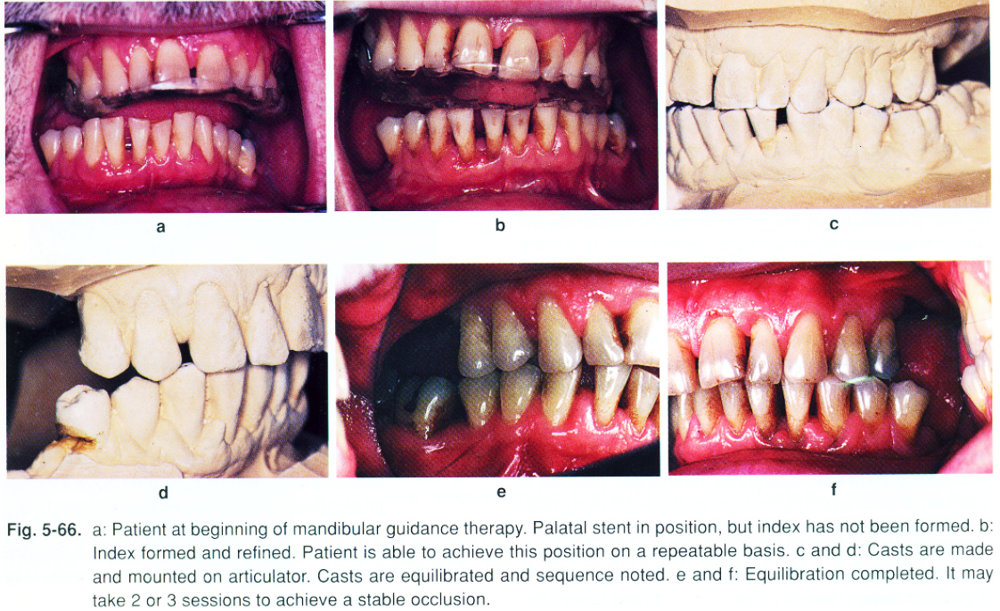 a
b
c
d
e
f
Fig. 5-66. a: Patient at beginning of mandibular guidance therapy. Palatal stent in position, but index has not been formed. b:
Index formed and refined. Patient is able to achieve this position on a repeatable basis. c and d: Casts are made
and mounted on articulator. Casts are equilibrated and sequence noted. e and f: Equilibration completed. It may
take 2 or 3 sessions to achieve a stable occlusion.